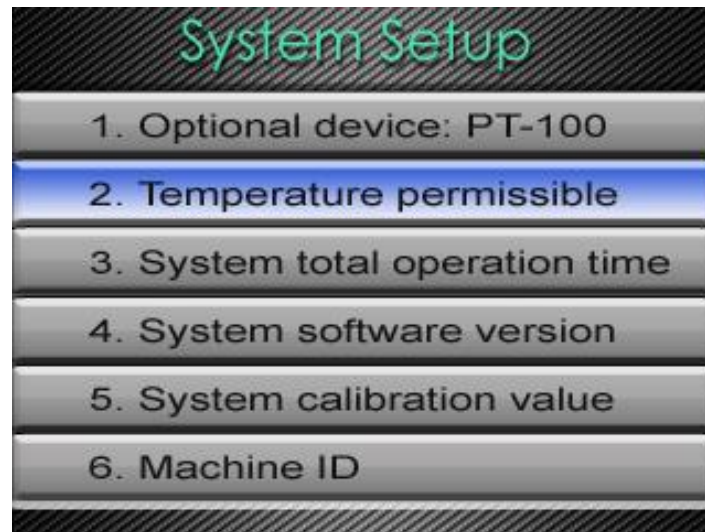 System Setup
1. Optional device: PT-100
2. Temperature permissible
3. System total operation time
4. System software version
5. System calibration value
6. Machine ID